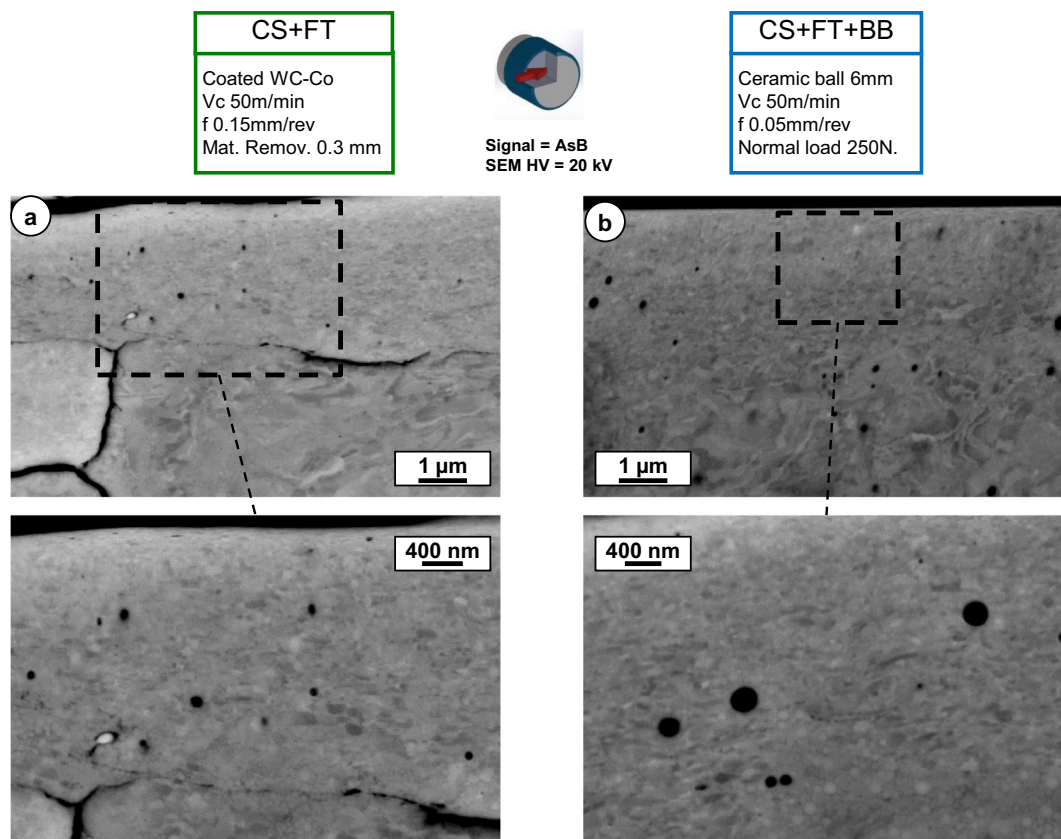 CS+FT
Coated WC-Co
Vc 50m/min
f 0.15mm/rev
Mat. Remov. 0.3 mm
Signal = AsB
SEM HV = 20 kV
CS+FT+BB
Ceramic ball 6mm
Vc 50m/min
f 0.05mm/rev
Normal load 250N.
a
1 µm
b
1 µm
400 nm
400 nm